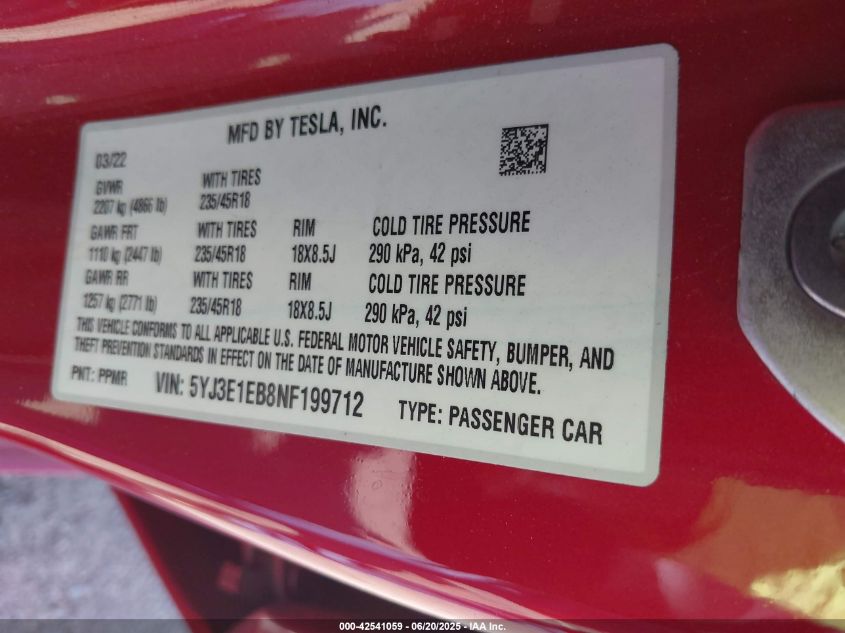 MFD BY TESLA, INC.
03/22
GVWR WITH TIRES
2207 kg (4866 lb) 235/45R18
GAWR FRT WITH TIRES RIM COLD TIRE PRESSURE
1110 kg (2447 lb) 235/45R18 18X8.5J 290 kPa, 42 psi
GAWR RR WITH TIRES RIM COLD TIRE PRESSURE
1257 kg (2771 lb) 235/45R18 18X8.5J 290 kPa, 42 psi
THIS VEHICLE CONFORMS TO ALL APPLICABLE U.S. FEDERAL MOTOR VEHICLE SAFETY, BUMPER, AND
THEFT PREVENTION STANDARDS IN EFFECT ON THE DATE OF MANUFACTURE SHOWN ABOVE.
PNT: PPMR VIN: 5YJ3E1EB8NF199712 TYPE: PASSENGER CAR
000-42541059 - 06/20/2025 - IAA Inc.